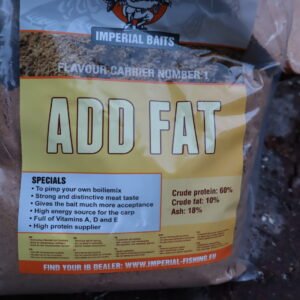 IMPERIAL BAITS
FLAVOUR CARRIER NUMBER 1
ADD FAT
SPECIALS
• To pimp your own boiliemix
• Strong and distinctive meat taste
• Gives the bait much more acceptance
• High energy source for the carp
• Full of Vitamins A, D and E
• High protein supplier
Crude protein: 60%
Crude fat: 10%
Ash: 18%
FIND YOUR IB DEALER: WWW.IMPERIAL-FISHING.EU